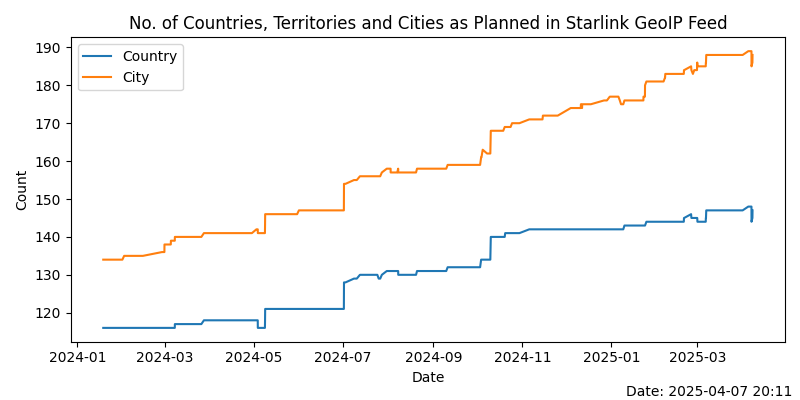 No. of Countries, Territories and Cities as Planned in Starlink GeoIP Feed
Country
City
190
180
170
160
150
140
130
120
Count
2024-01 2024-03 2024-05 2024-07 2024-09 2024-11 2025-01 2025-03
Date
Date: 2025-04-07 20:11